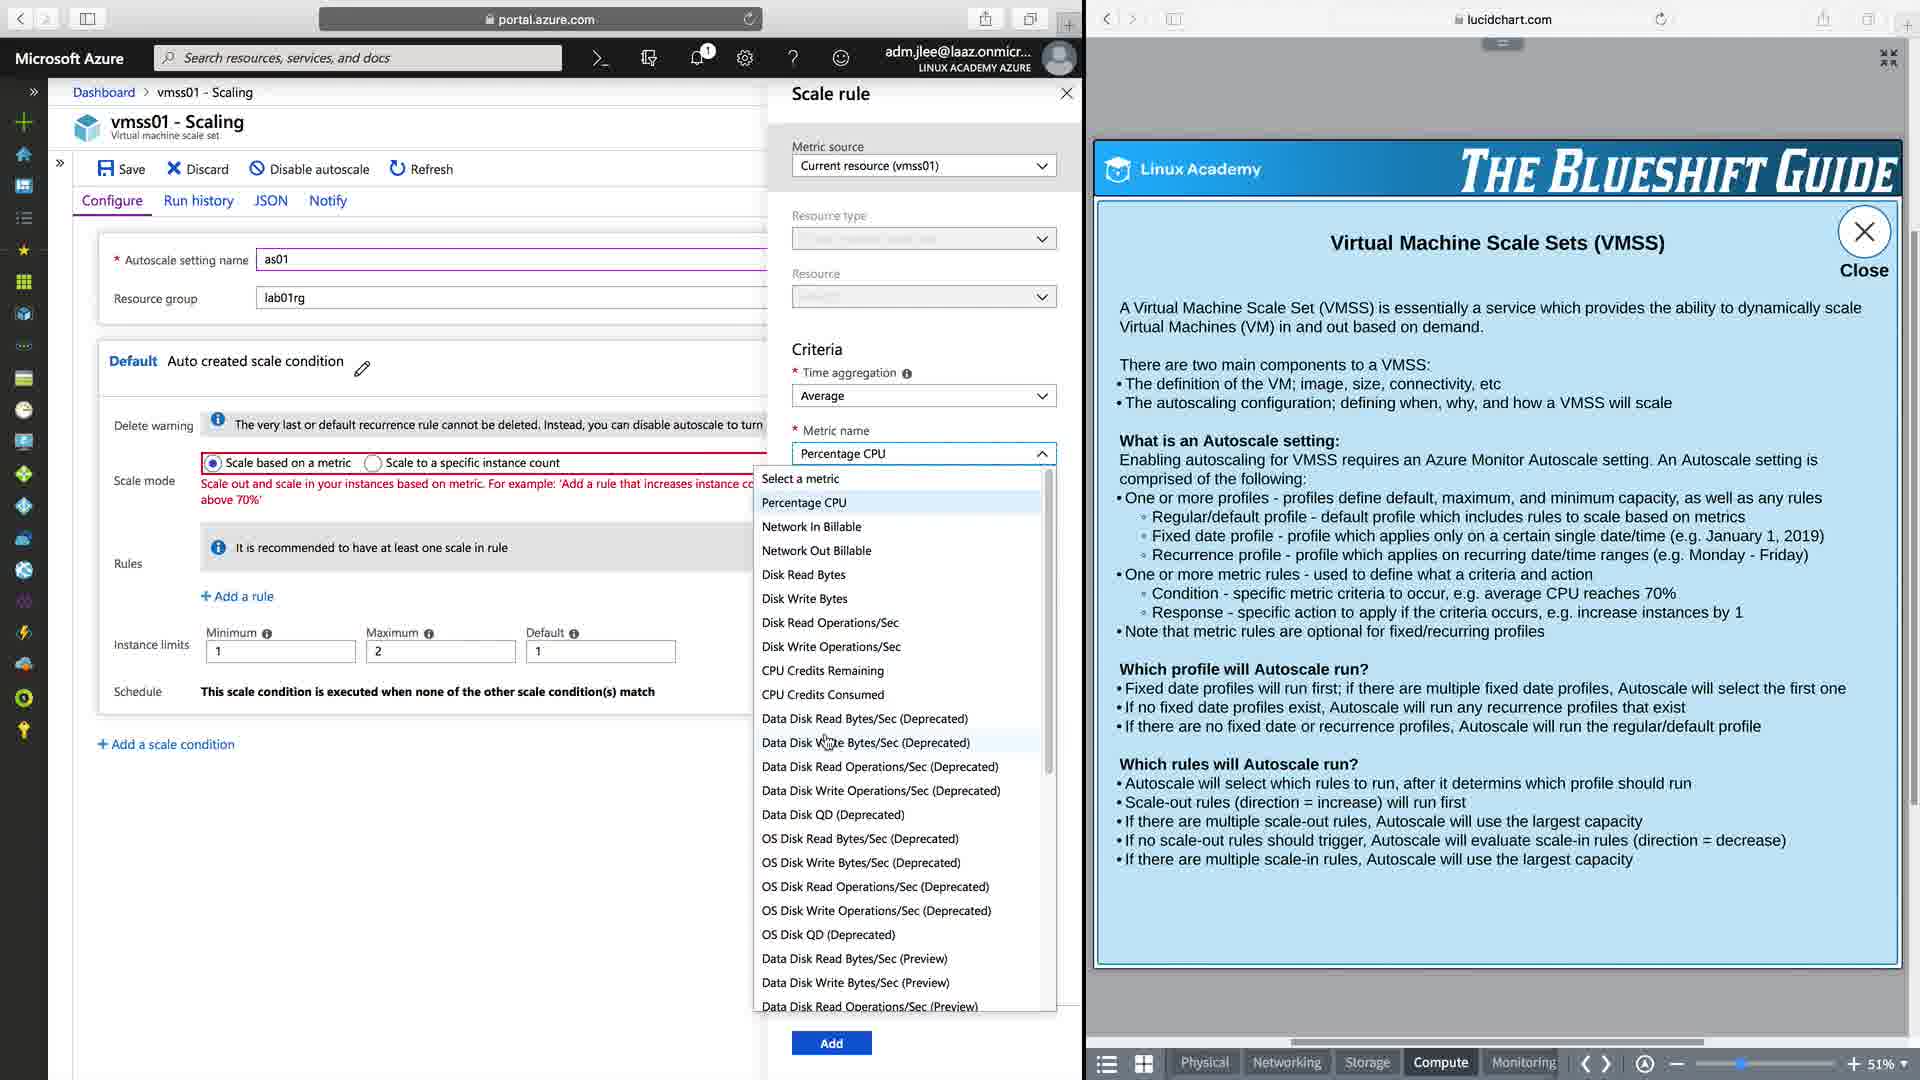 portal.azure.com
Microsoft Azure
Search resources, services, and docs
1
adm.jlee@laaz.onmicr...
LINUX ACADEMY AZURE
Dashboard > vmss01 - Scaling
vmss01 - Scaling
Virtual machine scale set
Save
Discard
Disable autoscale
Refresh
Configure
Run history
JSON
Notify
* Autoscale setting name
as01
Resource group
lab01rg
Default Auto created scale condition
Delete warning
The very last or default recurrence rule cannot be deleted. Instead, you can disable autoscale to turn
Scale mode
Scale based on a metric
Scale to a specific instance count
Scale out and scale in your instances based on metric. For example: 'Add a rule that increases instance co
above 70%'
Rules
It is recommended to have at least one scale in rule
+ Add a rule
Instance limits
Minimum
1
Maximum
2
Default
1
Schedule
This scale condition is executed when none of the other scale condition(s) match
+ Add a scale condition
Scale rule
Metric source
Current resource (vmss01)
Resource type
Resource
Criteria
* Time aggregation
Average
* Metric name
Percentage CPU
Select a metric
Percentage CPU
Network In Billable
Network Out Billable
Disk Read Bytes
Disk Write Bytes
Disk Read Operations/Sec
Disk Write Operations/Sec
CPU Credits Remaining
CPU Credits Consumed
Data Disk Read Bytes/Sec (Deprecated)
Data Disk Write Bytes/Sec (Deprecated)
Data Disk Read Operations/Sec (Deprecated)
Data Disk Write Operations/Sec (Deprecated)
Data Disk QD (Deprecated)
OS Disk Read Bytes/Sec (Deprecated)
OS Disk Write Bytes/Sec (Deprecated)
OS Disk Read Operations/Sec (Deprecated)
OS Disk Write Operations/Sec (Deprecated)
OS Disk QD (Deprecated)
Data Disk Read Bytes/Sec (Preview)
Data Disk Write Bytes/Sec (Preview)
Data Disk Read Operations/Sec (Preview)
Add
lucidchart.com
Linux Academy
THE BLUESHIFT GUIDE
Virtual Machine Scale Sets (VMSS)
Close
A Virtual Machine Scale Set (VMSS) is essentially a service which provides the ability to dynamically scale
Virtual Machines (VM) in and out based on demand.
There are two main components to a VMSS:
• The definition of the VM; image, size, connectivity, etc
• The autoscaling configuration; defining when, why, and how a VMSS will scale
What is an Autoscale setting:
Enabling autoscaling for VMSS requires an Azure Monitor Autoscale setting. An Autoscale setting is
comprised of the following:
• One or more profiles - profiles define default, maximum, and minimum capacity, as well as any rules
◦ Regular/default profile - default profile which includes rules to scale based on metrics
◦ Fixed date profile - profile which applies only on a certain single date/time (e.g. January 1, 2019)
◦ Recurrence profile - profile which applies on recurring date/time ranges (e.g. Monday - Friday)
• One or more metric rules - used to define what a criteria and action
◦ Condition - specific metric criteria to occur, e.g. average CPU reaches 70%
◦ Response - specific action to apply if the criteria occurs, e.g. increase instances by 1
• Note that metric rules are optional for fixed/recurring profiles
Which profile will Autoscale run?
• Fixed date profiles will run first; if there are multiple fixed date profiles, Autoscale will select the first one
• If no fixed date profiles exist, Autoscale will run any recurrence profiles that exist
• If there are no fixed date or recurrence profiles, Autoscale will run the regular/default profile
Which rules will Autoscale run?
• Autoscale will select which rules to run, after it determins which profile should run
• Scale-out rules (direction = increase) will run first
• If there are multiple scale-out rules, Autoscale will use the largest capacity
• If no scale-out rules should trigger, Autoscale will evaluate scale-in rules (direction = decrease)
• If there are multiple scale-in rules, Autoscale will use the largest capacity
Physical
Networking
Storage
Compute
Monitoring
51%